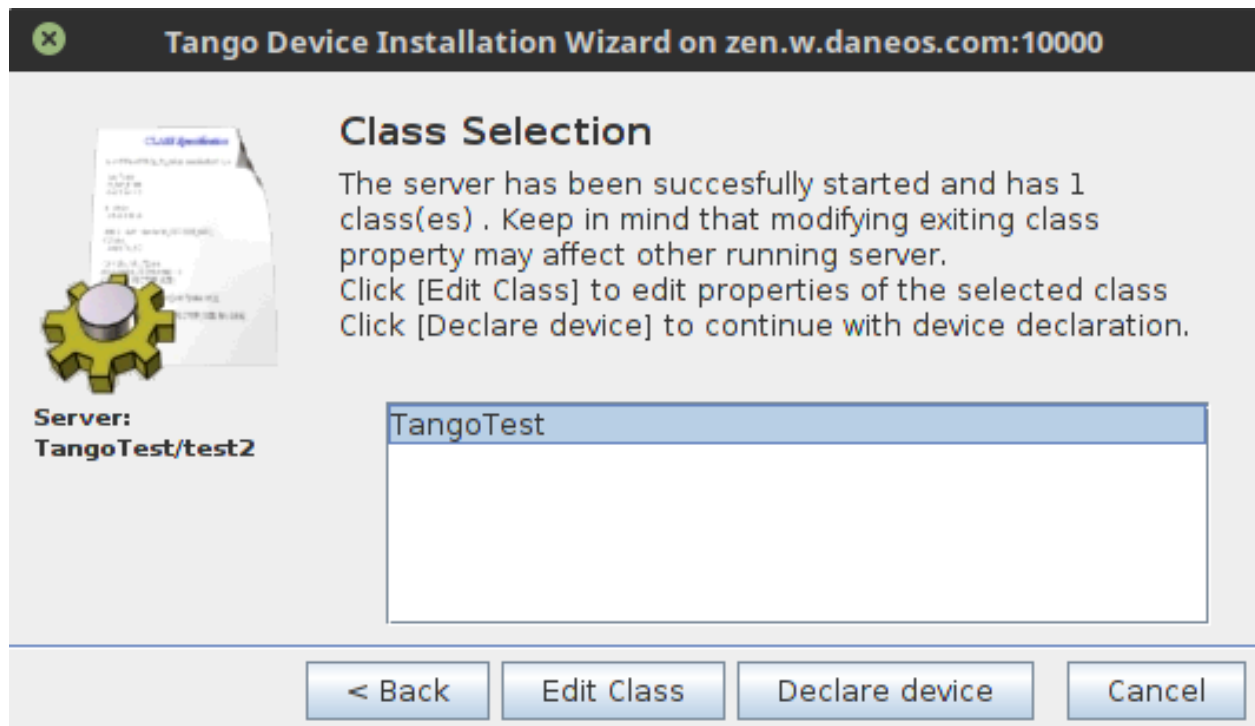 Tango Device Installation Wizard on zen.w.daneos.com:10000
CLASS Specification
Class Selection
The server has been succesfully started and has 1
class(es) . Keep in mind that modifying exiting class
property may affect other running server.
Click [Edit Class] to edit properties of the selected class
Click [Declare device] to continue with device declaration.
Server:
TangoTest/test2
TangoTest
< Back
Edit Class
Declare device
Cancel